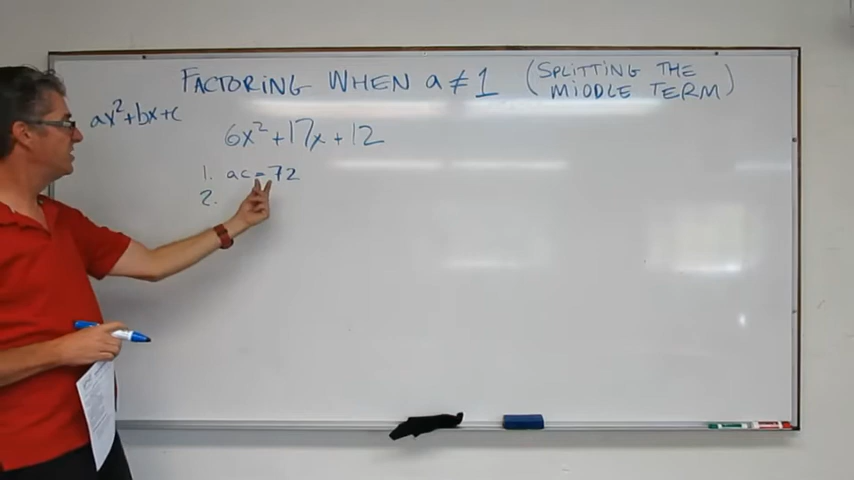 FACTORING WHEN a ≠ 1 (SPLITTING THE MIDDLE TERM)
ax²+bx+c
6x²+17x+12
1. ac=72
2.